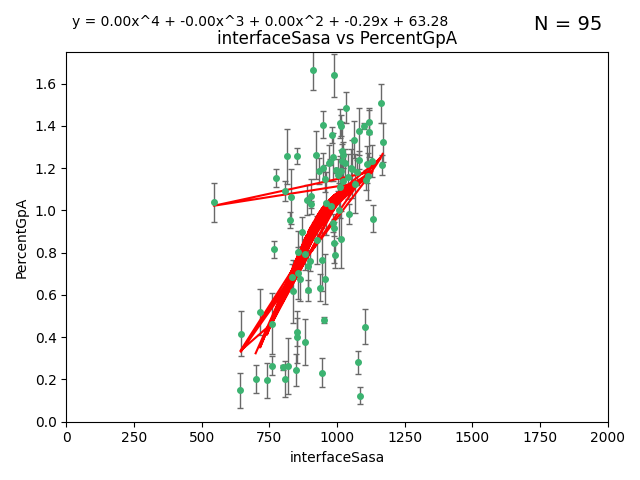 y = 0.00x^4 + -0.00x^3 + 0.00x^2 + -0.29x + 63.28
N = 95
interfaceSasa vs PercentGpA
PercentGpA
1.6
1.4
1.2
1.0
0.8
0.6
0.4
0.2
0.0
0 250 500 750 1000 1250 1500 1750 2000
interfaceSasa